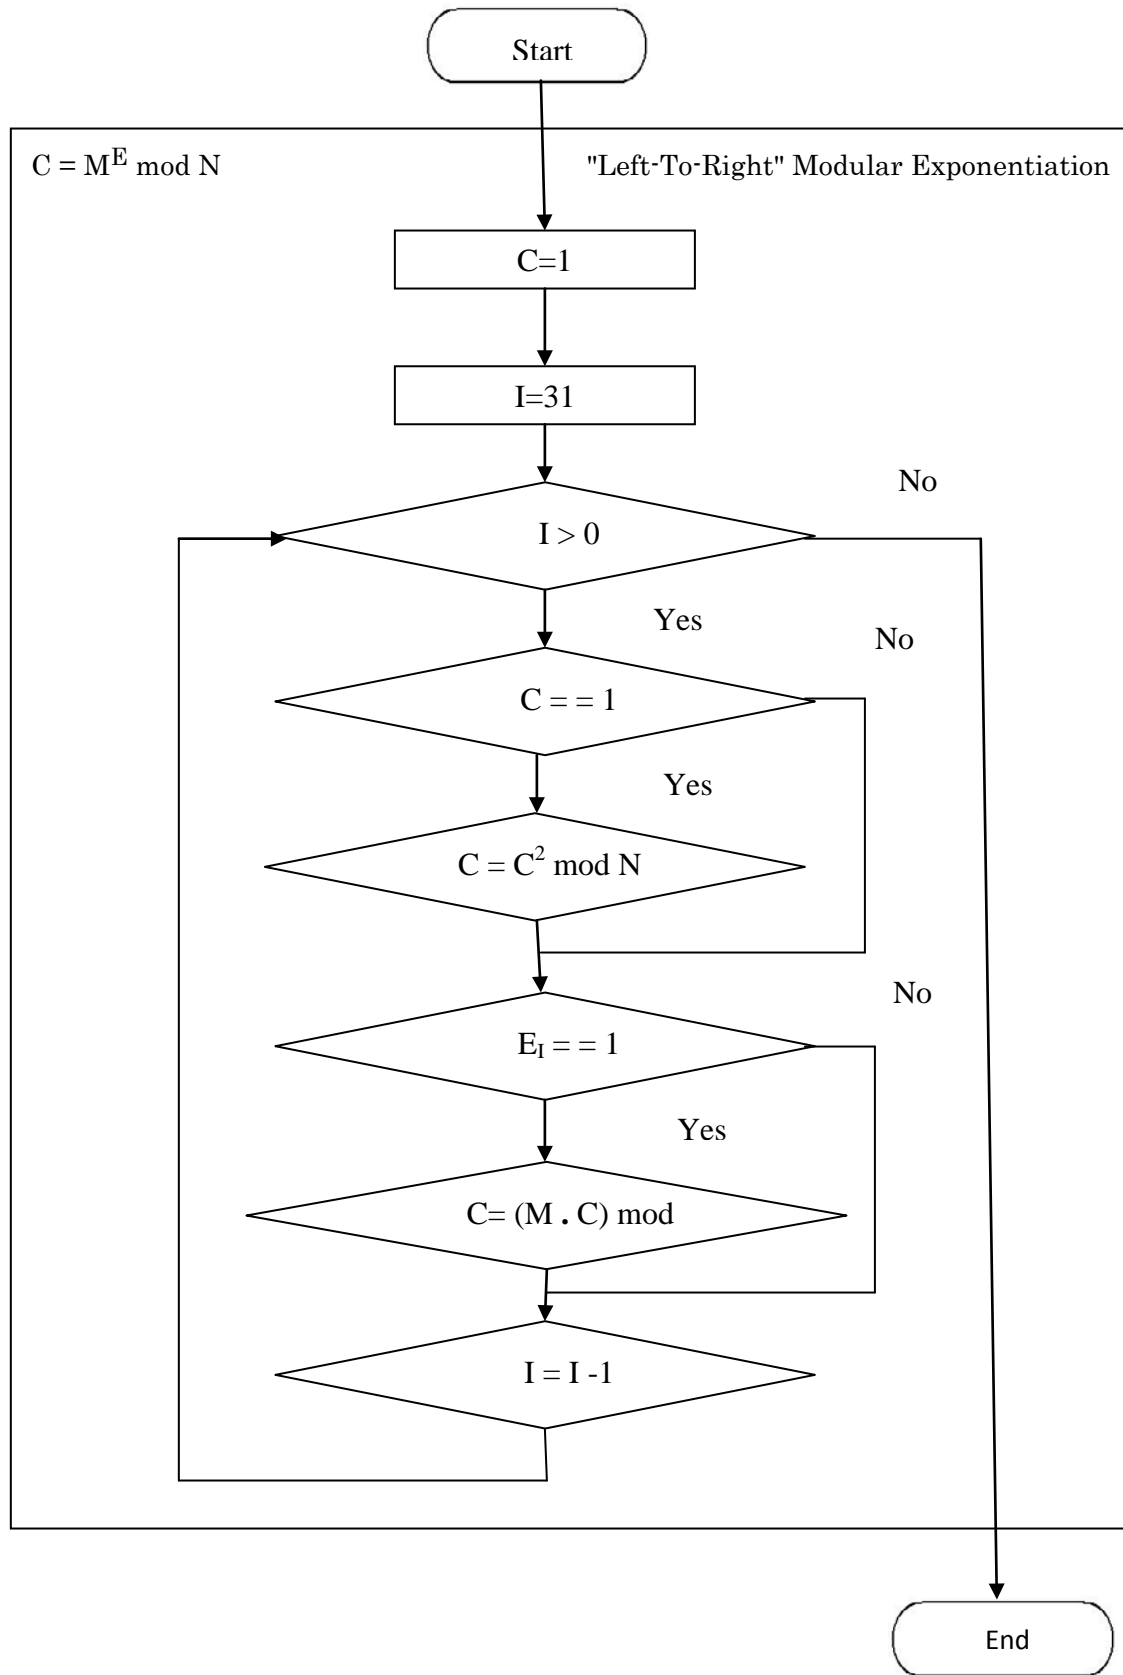 Start
C = M^E mod N
"Left-To-Right" Modular Exponentiation
C=1
I=31
No
I > 0
Yes
No
C = = 1
Yes
C = C² mod N
No
E_I = = 1
Yes
C= (M . C) mod
I = I -1
End